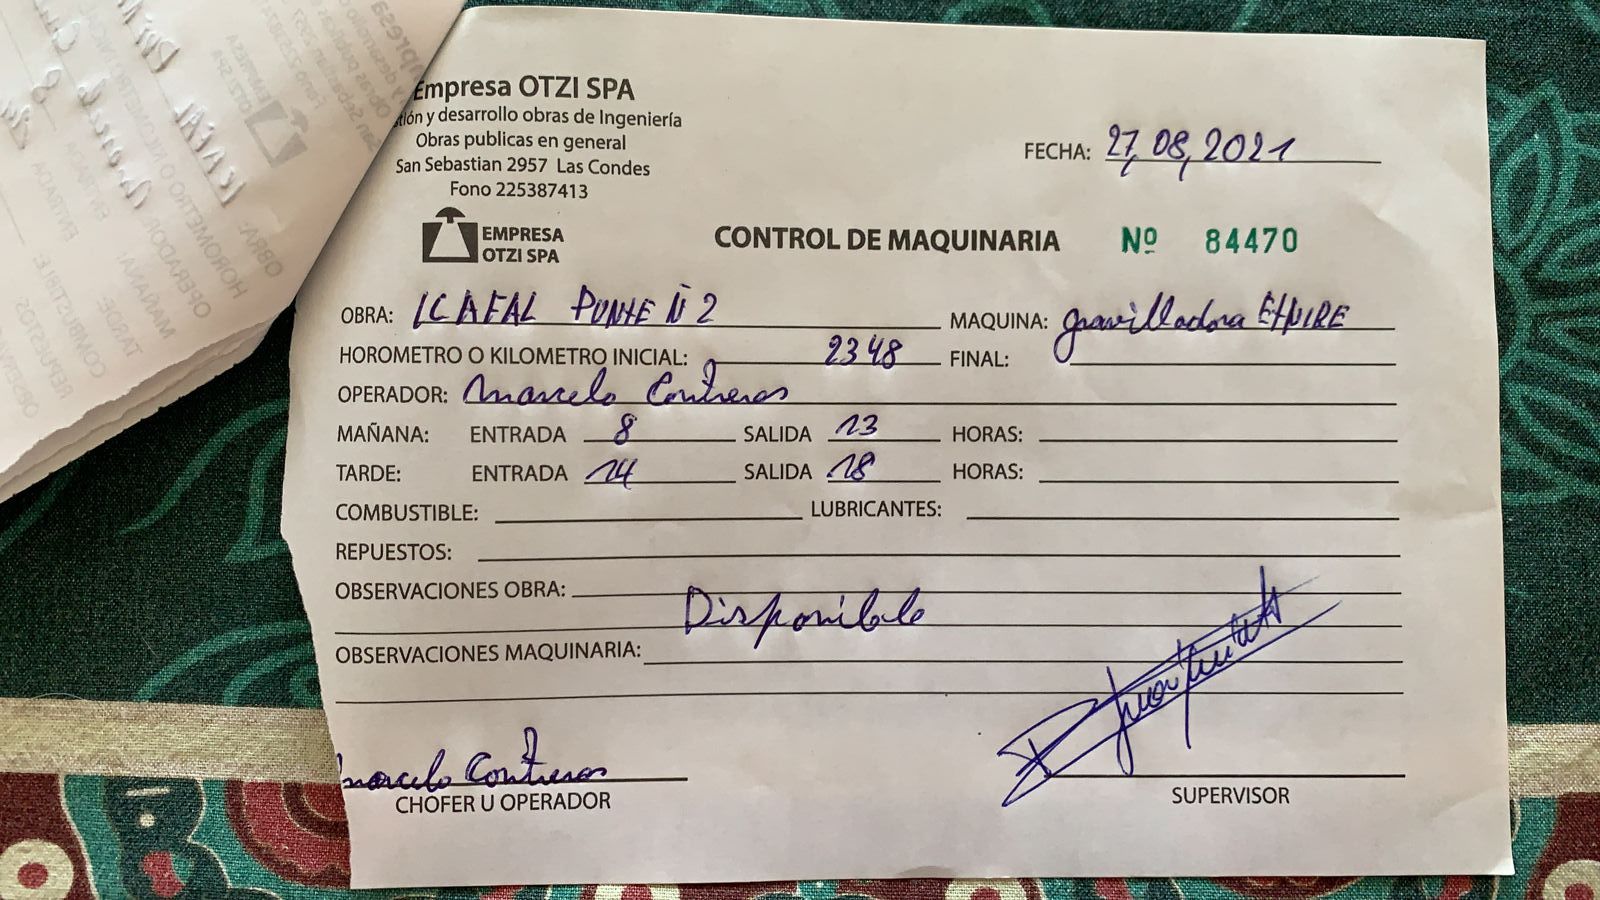 Empresa OTZI SPA
tión y desarrollo obras de Ingeniería
Obras publicas en general
San Sebastian 2957 Las Condes
Fono 225387413
FECHA: 27,08,2021
EMPRESA
OTZI SPA
CONTROL DE MAQUINARIA Nº 84470
OBRA: ICAFAL PONTE N 2 MAQUINA: gravilladora ETNIRE
HOROMETRO O KILOMETRO INICIAL: 2348 FINAL:
OPERADOR: Marcelo Contreras
MAÑANA: ENTRADA 8 SALIDA 13 HORAS:
TARDE: ENTRADA 14 SALIDA 18 HORAS:
COMBUSTIBLE: LUBRICANTES:
REPUESTOS:
OBSERVACIONES OBRA:
Disponible
OBSERVACIONES MAQUINARIA:
Marcelo Contreras
CHOFER U OPERADOR
SUPERVISOR